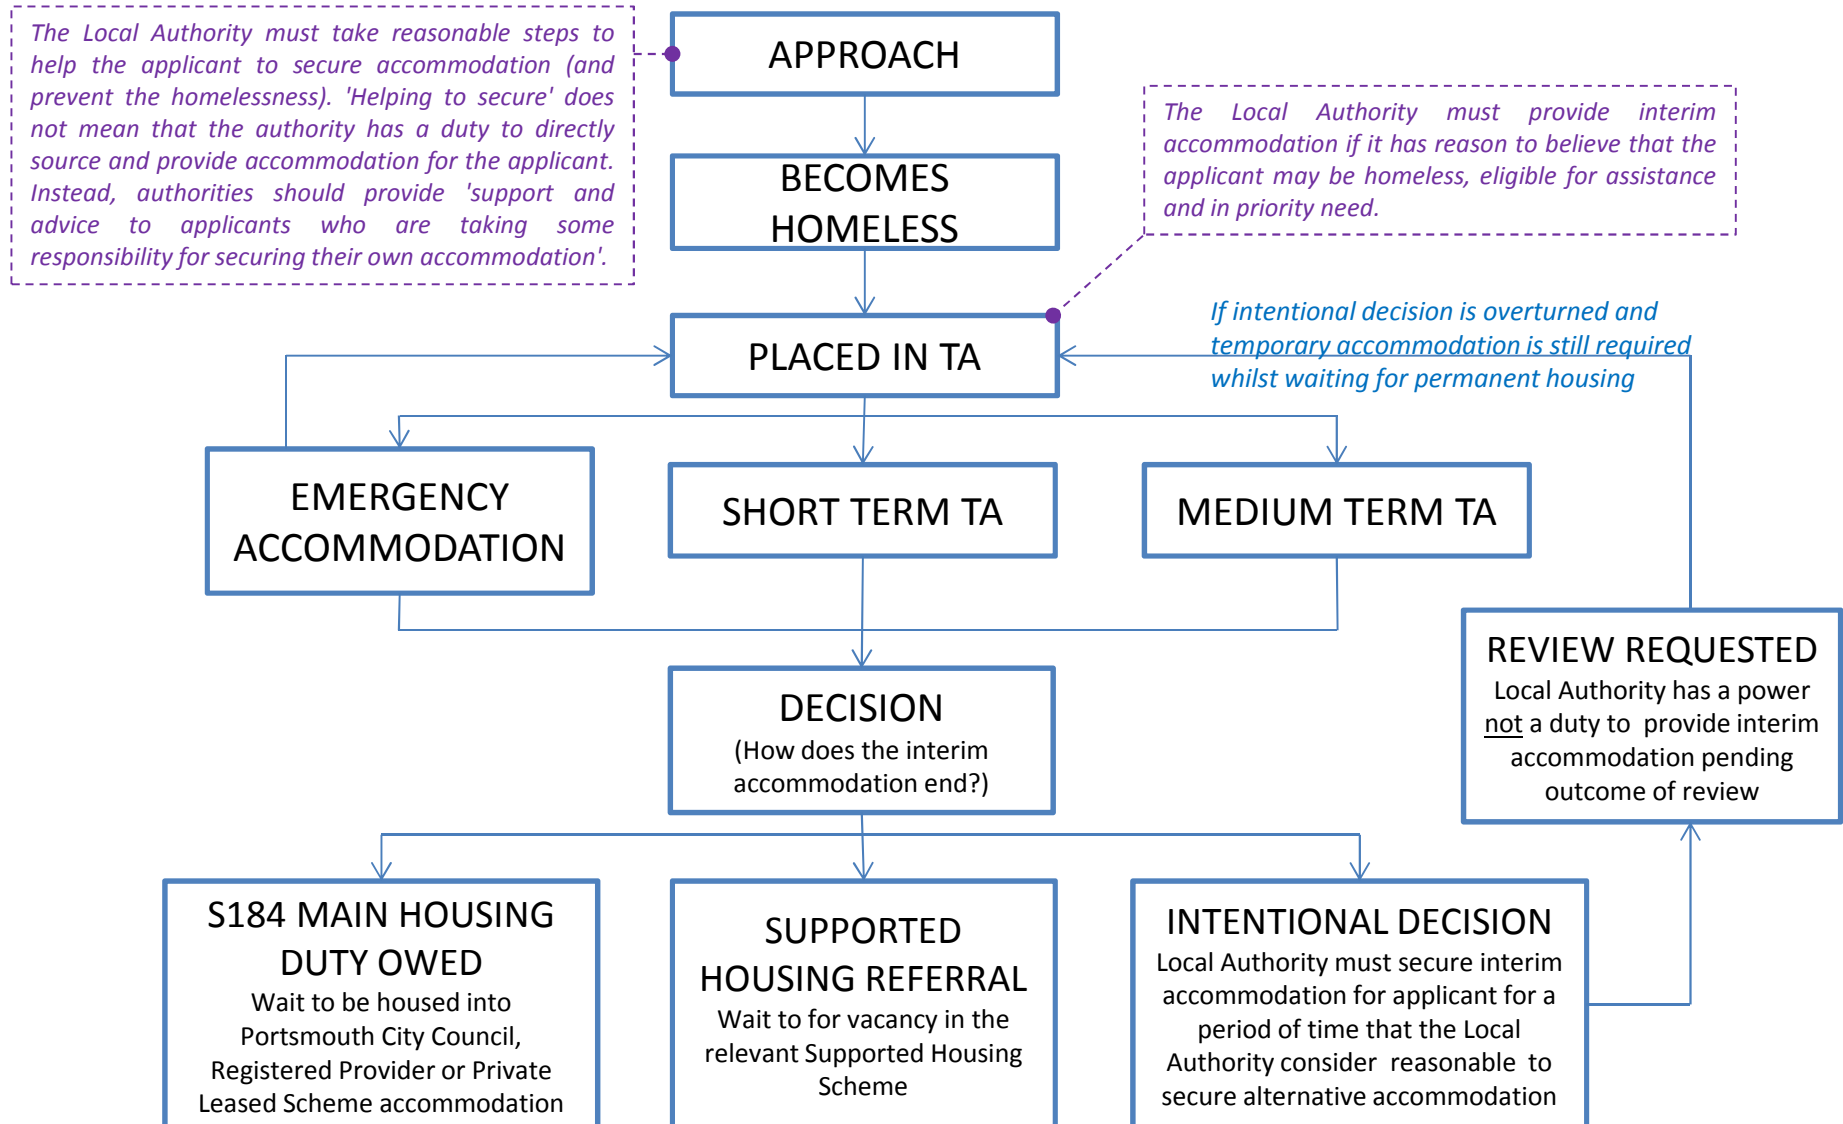 The Local Authority must take reasonable steps to
help the applicant to secure accommodation (and
prevent the homelessness). 'Helping to secure' does
not mean that the authority has a duty to directly
source and provide accommodation for the applicant.
Instead, authorities should provide 'support and
advice to applicants who are taking some
responsibility for securing their own accommodation'.
APPROACH
The Local Authority must provide interim
accommodation if it has reason to believe that the
applicant may be homeless, eligible for assistance
and in priority need.
BECOMES
HOMELESS
If intentional decision is overturned and
temporary accommodation is still required
whilst waiting for permanent housing
PLACED IN TA
EMERGENCY
ACCOMMODATION
SHORT TERM TA
MEDIUM TERM TA
REVIEW REQUESTED
Local Authority has a power
not a duty to provide interim
accommodation pending
outcome of review
DECISION
(How does the interim
accommodation end?)
S184 MAIN HOUSING
DUTY OWED
Wait to be housed into
Portsmouth City Council,
Registered Provider or Private
Leased Scheme accommodation
SUPPORTED
HOUSING REFERRAL
Wait to for vacancy in the
relevant Supported Housing
Scheme
INTENTIONAL DECISION
Local Authority must secure interim
accommodation for applicant for a
period of time that the Local
Authority consider reasonable to
secure alternative accommodation